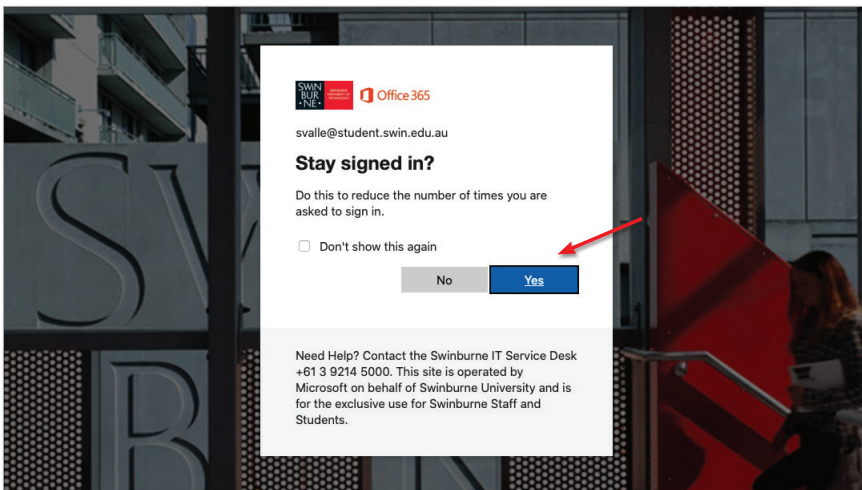 SWIN
BUR
• NE •
Office 365
svalle@student.swin.edu.au
Stay signed in?
Do this to reduce the number of times you are
asked to sign in.
Don't show this again
No
Yes
Need Help? Contact the Swinburne IT Service Desk
+61 3 9214 5000. This site is operated by
Microsoft on behalf of Swinburne University and is
for the exclusive use for Swinburne Staff and
Students.